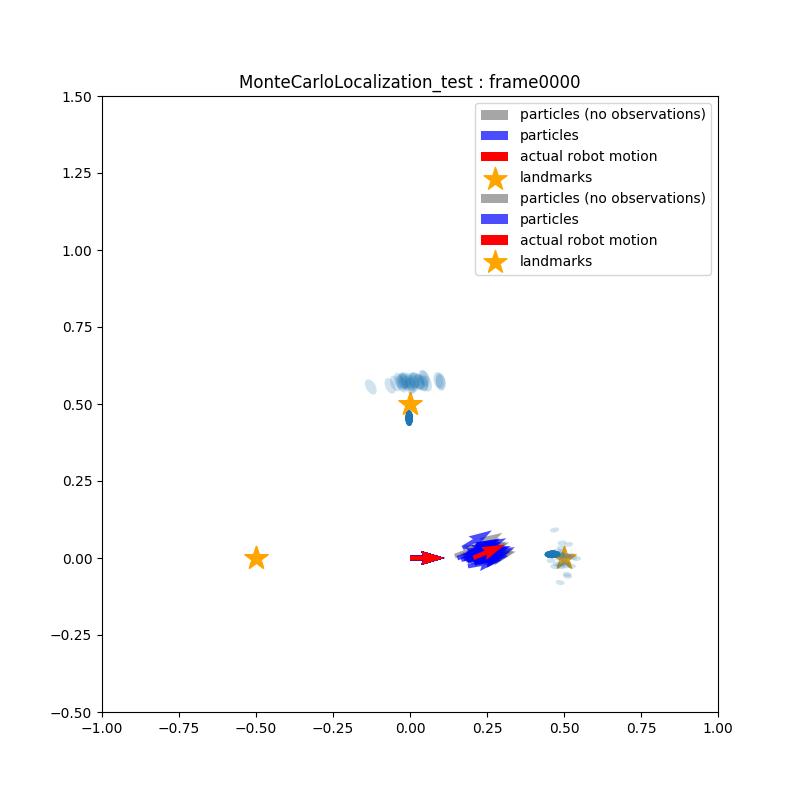 MonteCarloLocalization_test : frame0000
1.50
1.25
1.00
0.75
0.50
0.25
0.00
−0.25
−0.50
particles (no observations)
particles
actual robot motion
landmarks
particles (no observations)
particles
actual robot motion
landmarks
−1.00 −0.75 −0.50 −0.25 0.00 0.25 0.50 0.75 1.00